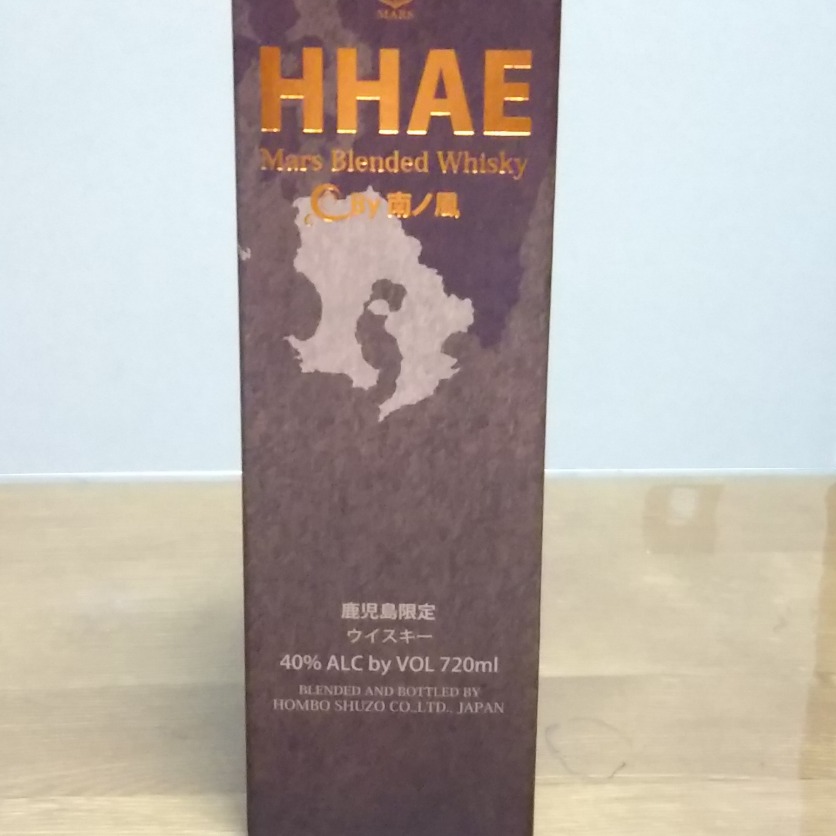 MARS
HHAE
Mars Blended Whisky
By 南ノ風
鹿児島限定
ウイスキー
40% ALC by VOL 720ml
BLENDED AND BOTTLED BY
HOMBO SHUZO CO.,LTD., JAPAN